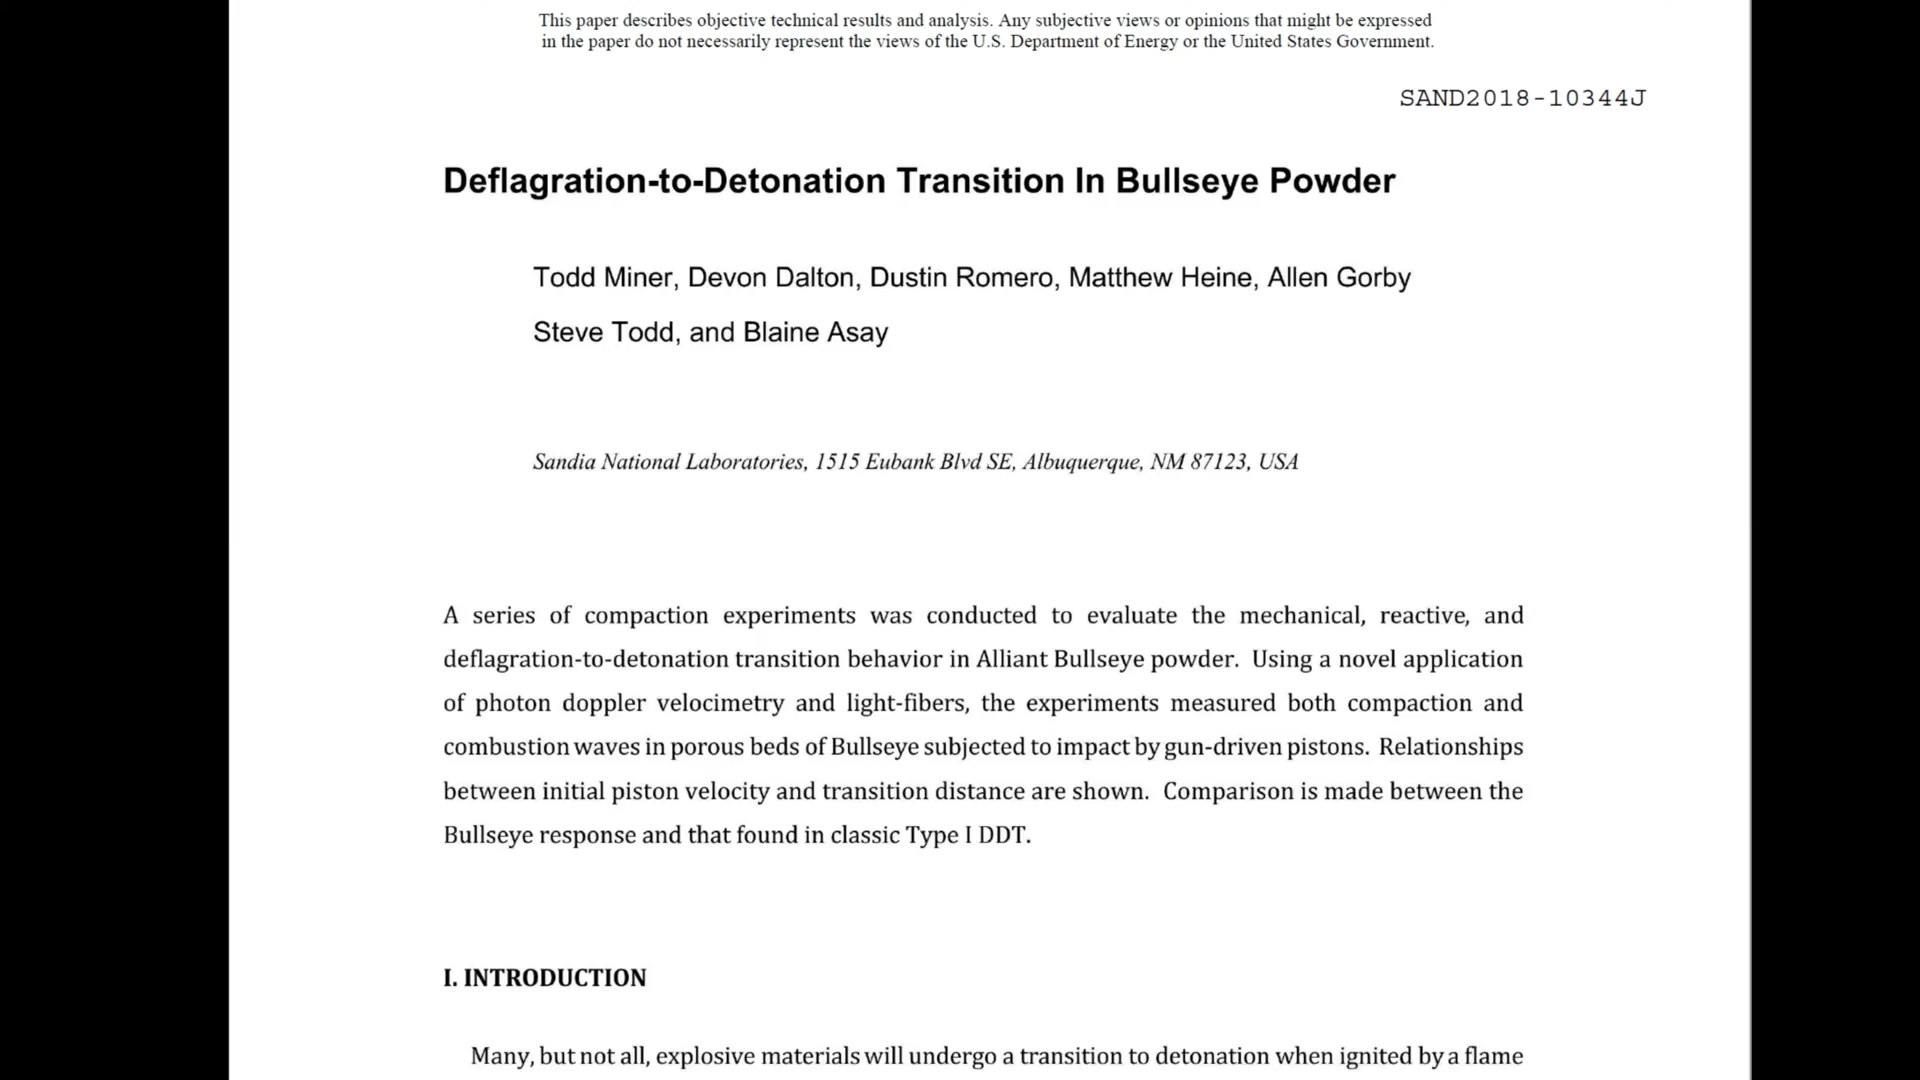 This paper describes objective technical results and analysis. Any subjective views or opinions that might be expressed
in the paper do not necessarily represent the views of the U.S. Department of Energy or the United States Government.
SAND2018-10344J
Deflagration-to-Detonation Transition In Bullseye Powder
Todd Miner, Devon Dalton, Dustin Romero, Matthew Heine, Allen Gorby
Steve Todd, and Blaine Asay
Sandia National Laboratories, 1515 Eubank Blvd SE, Albuquerque, NM 87123, USA
A series of compaction experiments was conducted to evaluate the mechanical, reactive, and
deflagration-to-detonation transition behavior in Alliant Bullseye powder. Using a novel application
of photon doppler velocimetry and light-fibers, the experiments measured both compaction and
combustion waves in porous beds of Bullseye subjected to impact by gun-driven pistons. Relationships
between initial piston velocity and transition distance are shown. Comparison is made between the
Bullseye response and that found in classic Type I DDT.
I. INTRODUCTION
Many, but not all, explosive materials will undergo a transition to detonation when ignited by a flame